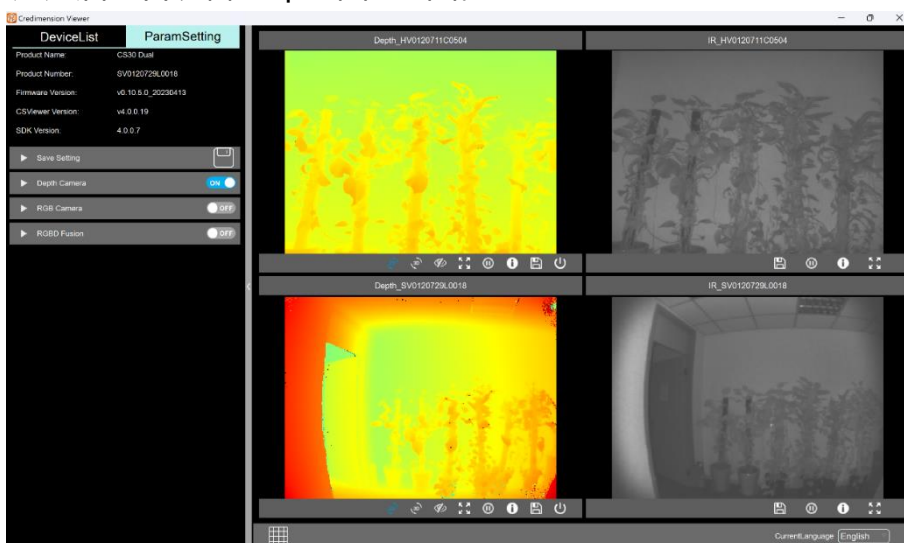 Credimension Viewer
DeviceList
ParamSetting
Product Name: CS30 Dual
Product Number: SV0120729L0018
Firmware Version: v0.10.5.0_20230413
CSViewer Version: v4.0.0.19
SDK Version: 4.0.0.7
Save Setting
Depth Camera ON
RGB Camera OFF
RGBD Fusion OFF
Depth_HV0120711C0504
IR_HV0120711C0504
Depth_SV0120729L0018
IR_SV0120729L0018
CurrentLanguage English